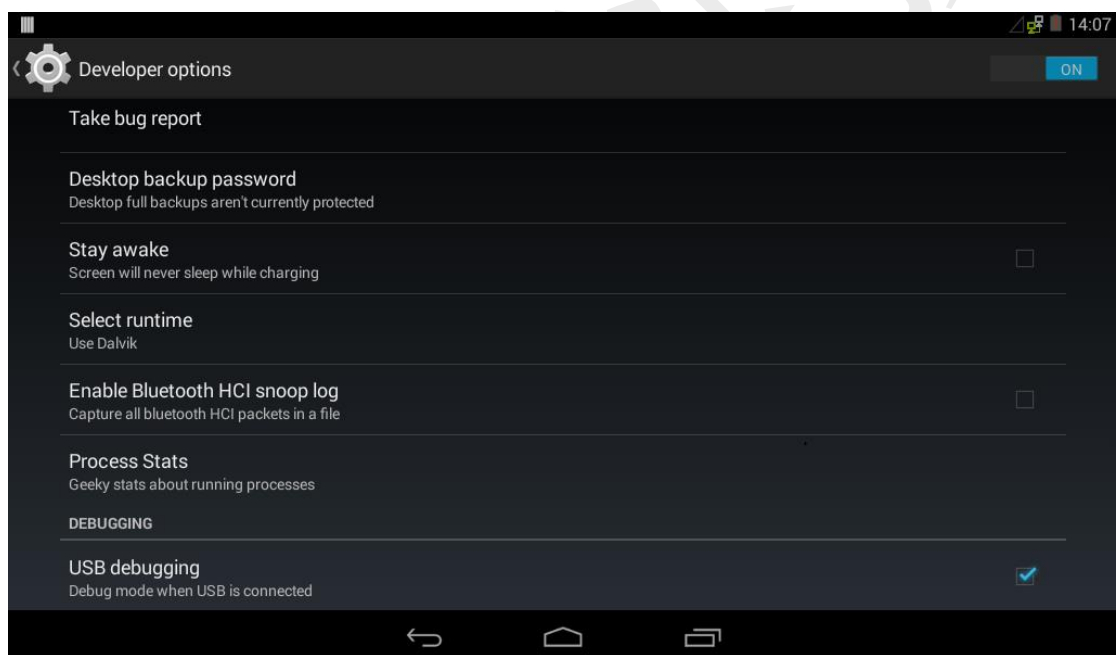 14:07
Developer options
ON
Take bug report
Desktop backup password
Desktop full backups aren't currently protected
Stay awake
Screen will never sleep while charging
Select runtime
Use Dalvik
Enable Bluetooth HCI snoop log
Capture all bluetooth HCI packets in a file
Process Stats
Geeky stats about running processes
DEBUGGING
USB debugging
Debug mode when USB is connected